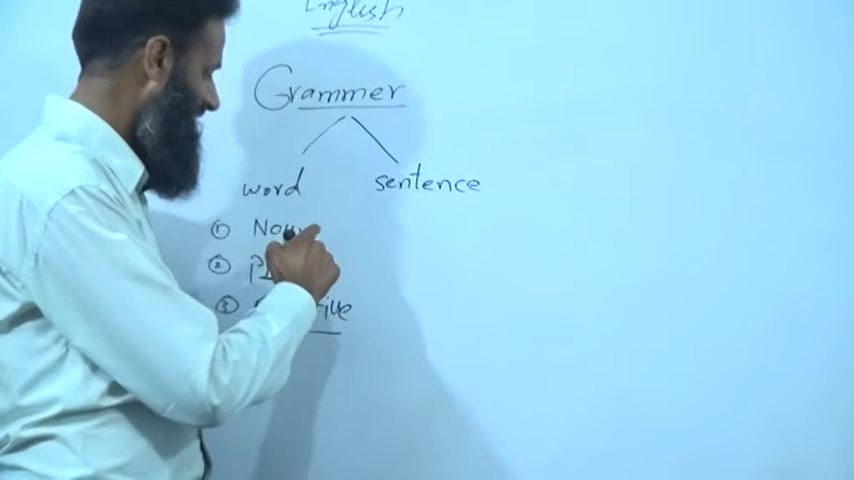 English
Grammer
word sentence
① Noun
②
③